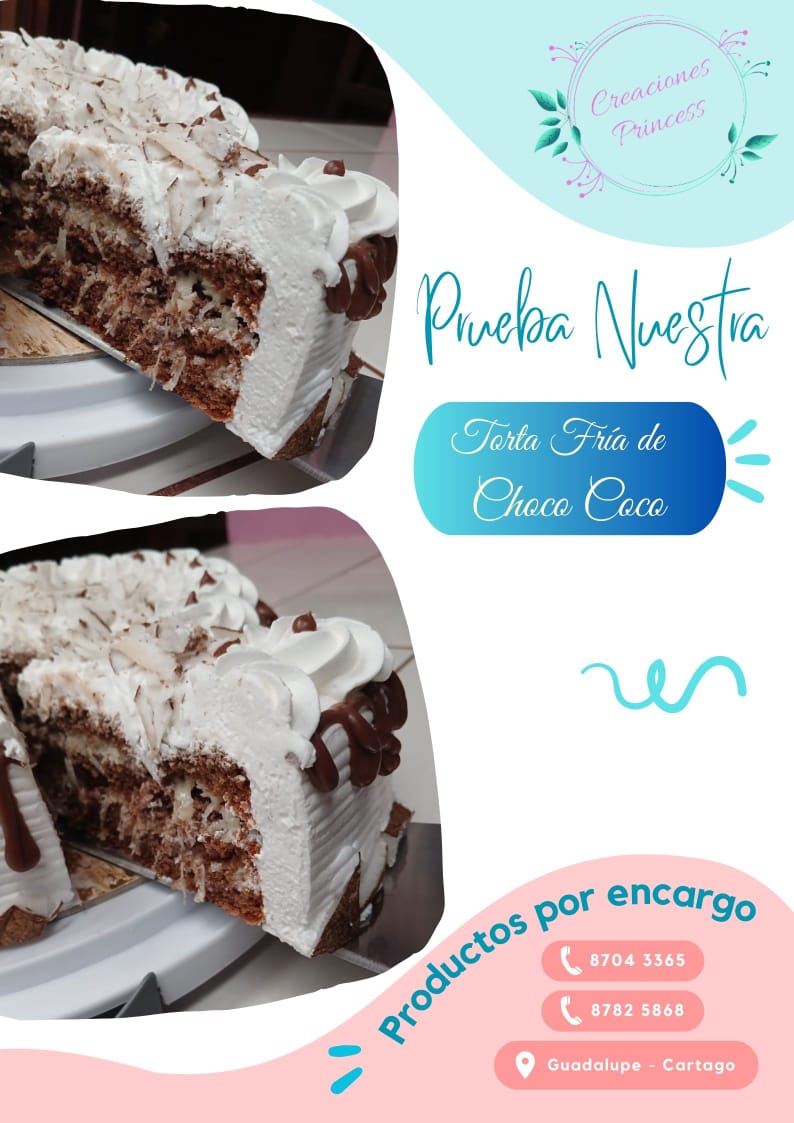 Creaciones
Princess
Prueba Nuestra
Torta Fría de
Choco Coco
Productos por encargo
8704 3365
8782 5868
Guadalupe - Cartago